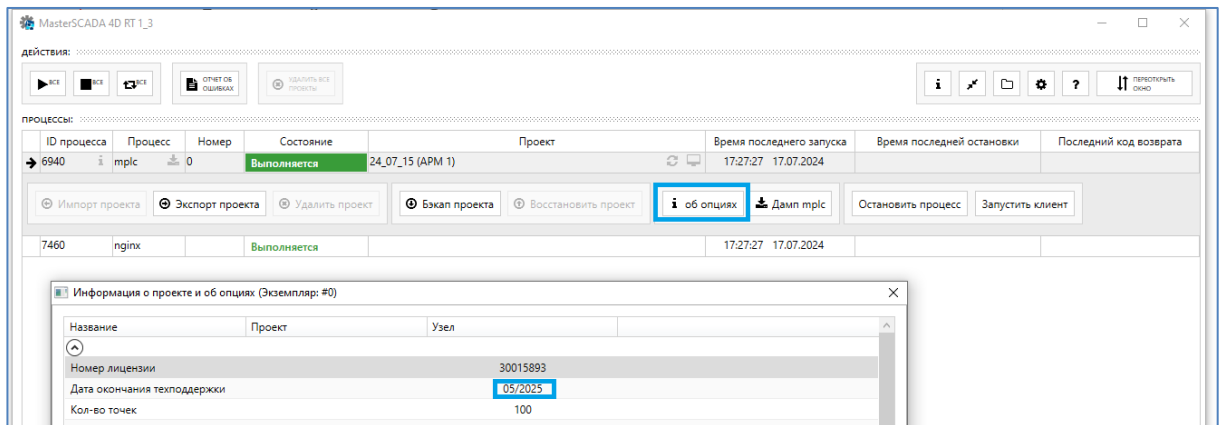 MasterSCADA 4D RT 1_3
ДЕЙСТВИЯ:
ВСЕ ВСЕ ВСЕ ОТЧЕТ ОБ ОШИБКАХ УДАЛИТЬ ВСЕ ПРОЕКТЫ i ? ПЕРЕОТКРЫТЬ ОКНО
ПРОЦЕССЫ:
ID процесса Процесс Номер Состояние Проект Время последнего запуска Время последней остановки Последний код возврата
6940 i mplc 0 Выполняется 24_07_15 (АРМ 1) 17:27:27 17.07.2024
Импорт проекта Экспорт проекта Удалить проект Бэкап проекта Восстановить проект i об опциях Дамп mplc Остановить процесс Запустить клиент
7460 nginx Выполняется 17:27:27 17.07.2024
Информация о проекте и об опциях (Экземпляр: #0)
Название Проект Узел
Номер лицензии 30015893
Дата окончания техподдержки 05/2025
Кол-во точек 100